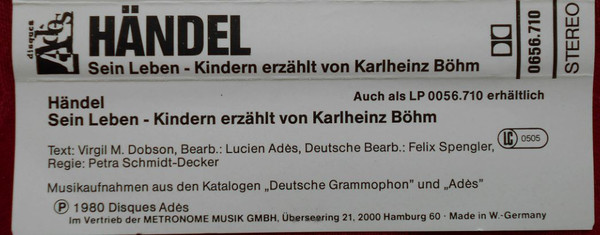 disques
Adès
HÄNDEL
Sein Leben - Kindern erzählt von Karlheinz Böhm
0656.710
STEREO
Auch als LP 0056.710 erhältlich
Händel
Sein Leben - Kindern erzählt von Karlheinz Böhm
Text: Virgil M. Dobson, Bearb.: Lucien Adès, Deutsche Bearb.: Felix Spengler,
LC 0505
Regie: Petra Schmidt-Decker
Musikaufnahmen aus den Katalogen „Deutsche Grammophon" und „Adès"
Ⓟ 1980 Disques Adès
Im Vertrieb der METRONOME MUSIK GMBH, Überseering 21, 2000 Hamburg 60 · Made in W.-Germany